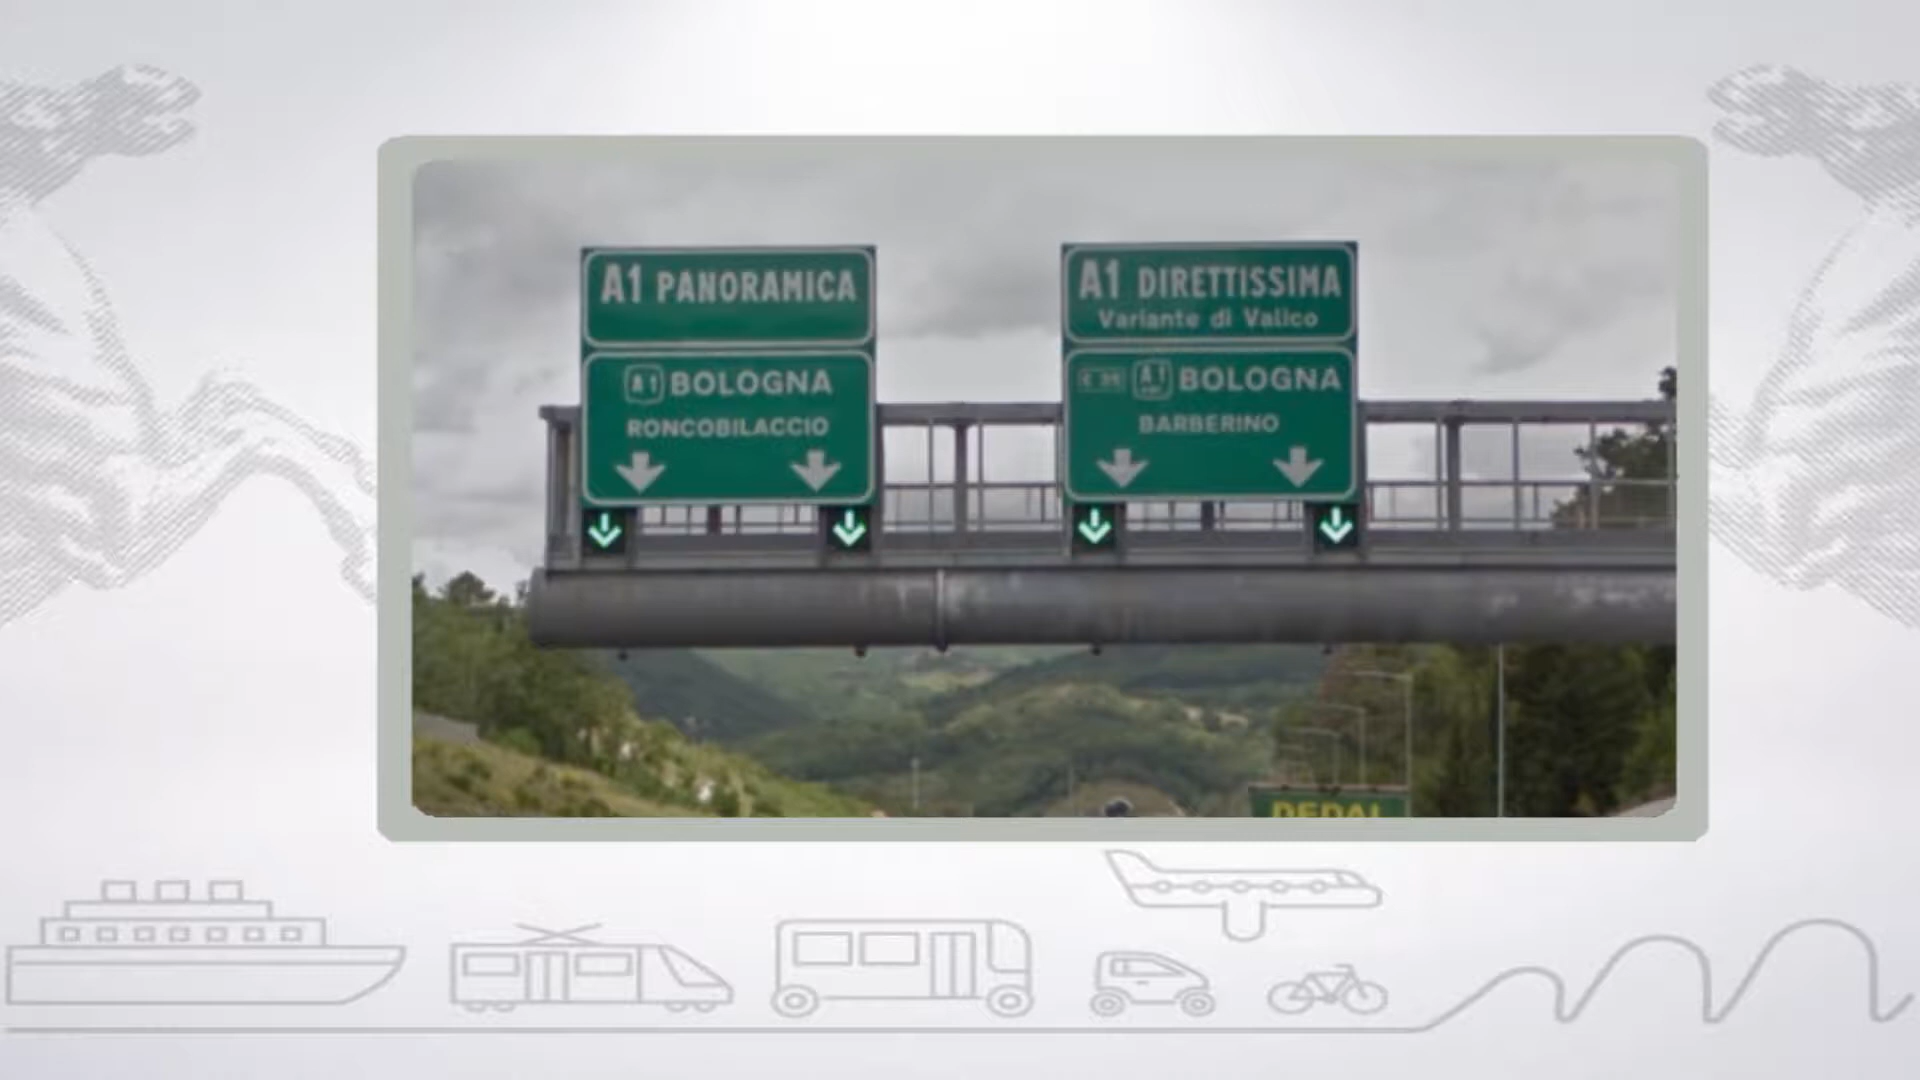 A1 PANORAMICA
A1 BOLOGNA
RONCOBILACCIO
A1 DIRETTISSIMA
Variante di Valico
A1 BOLOGNA
BARBERINO